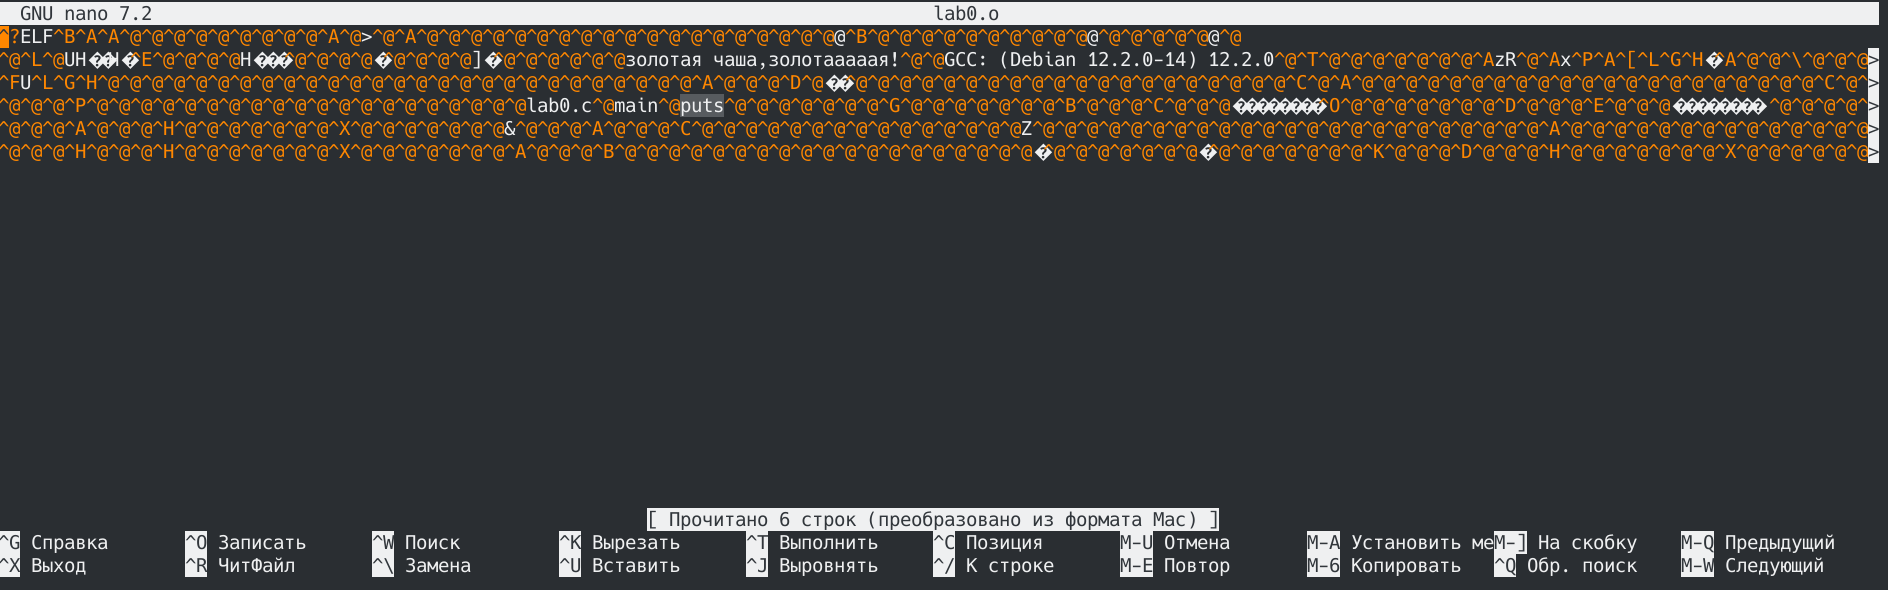 GNU nano 7.2 lab0.o
^?ELF^B^A^A^@^@^@^@^@^@^@^@^@^A^@>^@^A^@^@^@^@^@^@^@^@^@^@^@^@^@^@^@^@^@^@^@@^B^@^@^@^@^@^@^@^@^@^@@^@^@^@^@^@@^@
^@^L^@UH H E^@^@^@^@H ^@^@^@^@ ^@^@^@^@] ^@^@^@^@^@^@золотая чаша,золотааааая!^@^@GCC: (Debian 12.2.0-14) 12.2.0^@^T^@^@^@^@^@^@^@^AzR^@^Ax^P^A^[^L^G^H ^A^@^@^\^@^@^@>
^FU^L^G^H^@^@^@^@^@^@^@^@^@^@^@^@^@^@^@^@^@^@^@^@^@^@^@^A^@^@^@^D^@ ^@^@^@^@^@^@^@^@^@^@^@^@^@^@^@^@^@^@^@^@^C^@^A^@^@^@^@^@^@^@^@^@^@^@^@^@^@^@^@^@^@^@^@^@^C^@^>
^@^@^@^P^@^@^@^@^@^@^@^@^@^@^@^@^@^@^@^@^@^@^@^@lab0.c^@main^@puts^@^@^@^@^@^@^@^G^@^@^@^@^@^@^@^B^@^@^@^C^@^@^@ ^O^@^@^@^@^@^@^@^D^@^@^@^E^@^@^@ ^@^@^@^@>
^@^@^@^A^@^@^@^H^@^@^@^@^@^@^@^X^@^@^@^@^@^@^@&^@^@^@^A^@^@^@^C^@^@^@^@^@^@^@^@^@^@^@^@^@^@^@Z^@^@^@^@^@^@^@^@^@^@^@^@^@^@^@^@^@^@^@^@^@^@^@^A^@^@^@^@^@^@^@^@^@^@^@^@^@^@>
^@^@^@^H^@^@^@^H^@^@^@^@^@^@^@^X^@^@^@^@^@^@^@^A^@^@^@^B^@^@^@^@^@^@^@^@^@^@^@^@^@^@^@^@^@^@^@ ^@^@^@^@^@^@^@ ^@^@^@^@^@^@^@^K^@^@^@^D^@^@^@^H^@^@^@^@^@^@^@^X^@^@^@^@^@^@>
[ Прочитано 6 строк (преобразовано из формата Mac) ]
^G Справка ^O Записать ^W Поиск ^K Вырезать ^T Выполнить ^C Позиция M-U Отмена M-A Установить меM-] На скобку M-Q Предыдущий
^X Выход ^R ЧитФайл ^\ Замена ^U Вставить ^J Выровнять ^/ К строке M-E Повтор M-6 Копировать ^Q Обр. поиск M-W Следующий